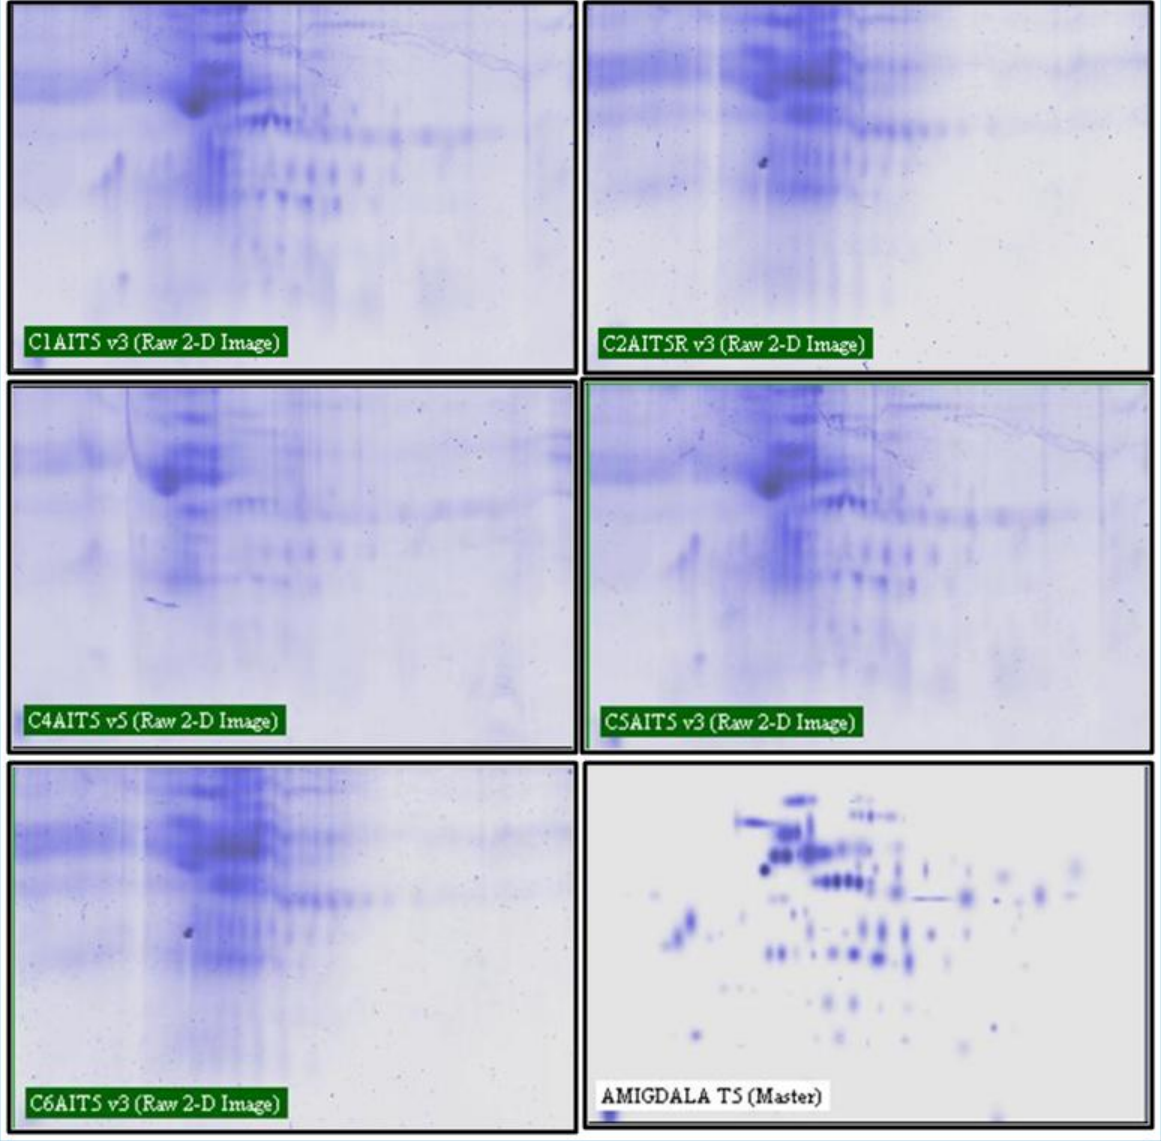 C1AIT5 v3 (Raw 2-D Image)
C2AIT5R v3 (Raw 2-D Image)
C4AIT5 v5 (Raw 2-D Image)
C5AIT5 v3 (Raw 2-D Image)
C6AIT5 v3 (Raw 2-D Image)
AMIGDALA T5 (Master)